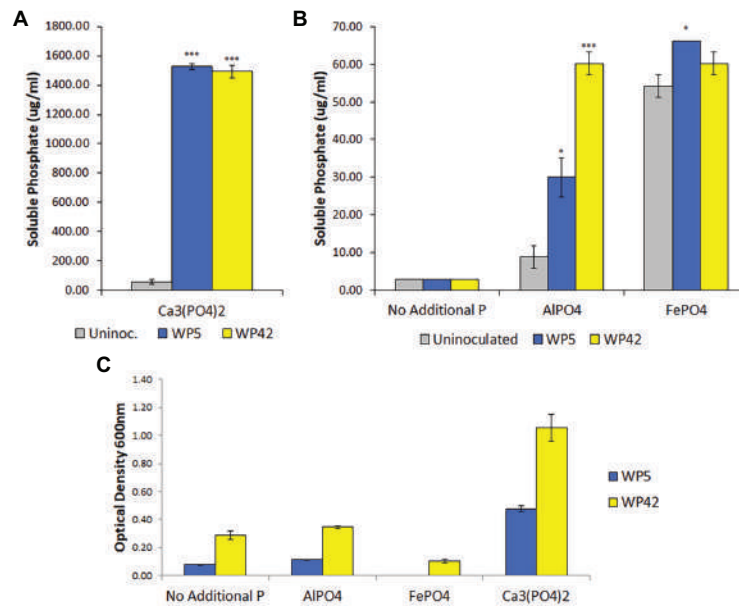 A
Soluble Phosphate (ug/ml)
1800.00
1600.00
1400.00
1200.00
1000.00
800.00
600.00
400.00
200.00
0.00
*** ***
Ca3(PO4)2
Uninoc. WP5 WP42
B
Soluble Phosphate (ug/ml)
70.00
60.00
50.00
40.00
30.00
20.00
10.00
0.00
* *** *
No Additional P AlPO4 FePO4
Uninoculated WP5 WP42
C
Optical Density 600nm
1.40
1.20
1.00
0.80
0.60
0.40
0.20
0.00
No Additional P AlPO4 FePO4 Ca3(PO4)2
WP5
WP42